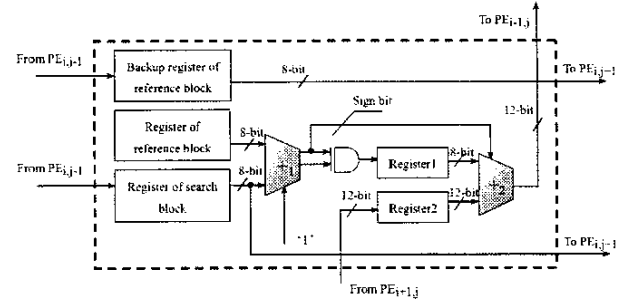 To PEi-1,j
From PEi,j-1
Backup register of
reference block
8-bit
To PEi,j-1
Sign bit
12-bit
Register of
reference block
8-bit
+1
Register1
8-bit
+2
From PEi,j-1
Register of search
block
8-bit
12-bit
Register2
12-bit
"1"
To PEi,j-1
From PEi+1,j